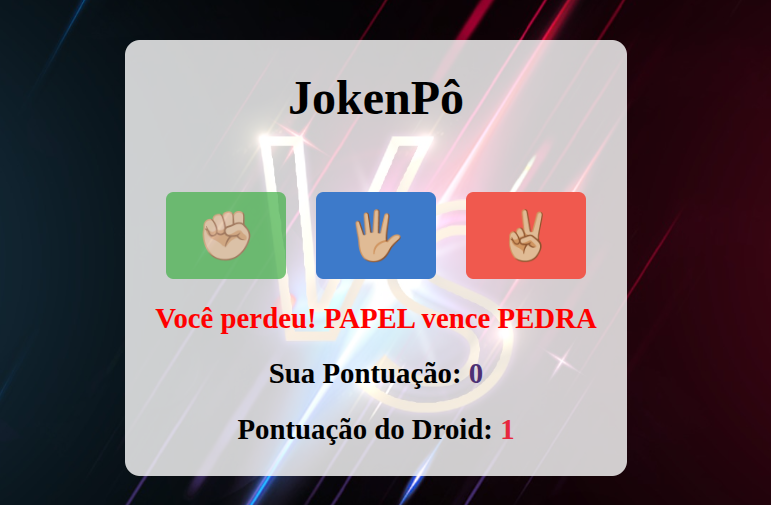 JokenPô
Você perdeu! PAPEL vence PEDRA
Sua Pontuação: 0
Pontuação do Droid: 1